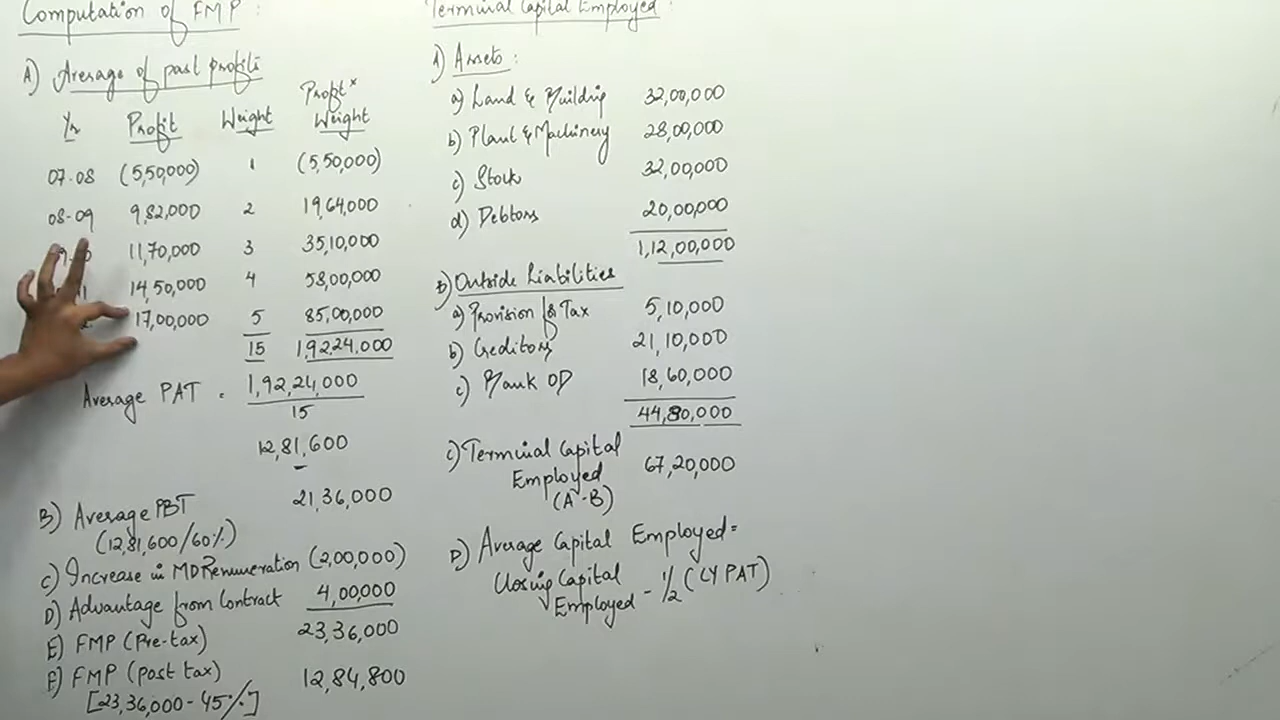 Computation of FMP :
A) Average of past profits
Yr Profit Weight Profit × Weight
07-08 (5,50,000) 1 (5,50,000)
08-09 9,82,000 2 19,64,000
11,70,000 3 35,10,000
14,50,000 4 58,00,000
17,00,000 5 85,00,000
15 1,92,24,000
Average PAT = 1,92,24,000
15
12,81,600
B) Average PBT 21,36,000
(12,81,600/60%)
C) Increase in MD Remuneration (2,00,000)
D) Advantage from Contract 4,00,000
E) FMP (Pre-tax) 23,36,000
F) FMP (post tax) 12,84,800
[23,36,000 - 45%]
Terminal Capital Employed :
A) Assets :
a) Land & Building 32,00,000
b) Plant & Machinery 28,00,000
c) Stock 32,00,000
d) Debtors 20,00,000
1,12,00,000
B) Outside Liabilities
a) Provision for Tax 5,10,000
b) Creditors 21,10,000
c) Bank OD 18,60,000
44,80,000
C) Terminal Capital
Employed 67,20,000
(A-B)
D) Average Capital Employed =
Closing Capital
Employed - 1/2 (CY PAT)